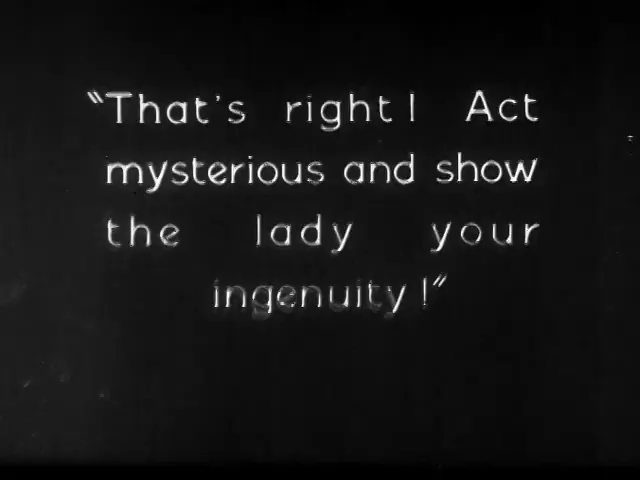 "That's right! Act
mysterious and show
the lady your
ingenuity!"